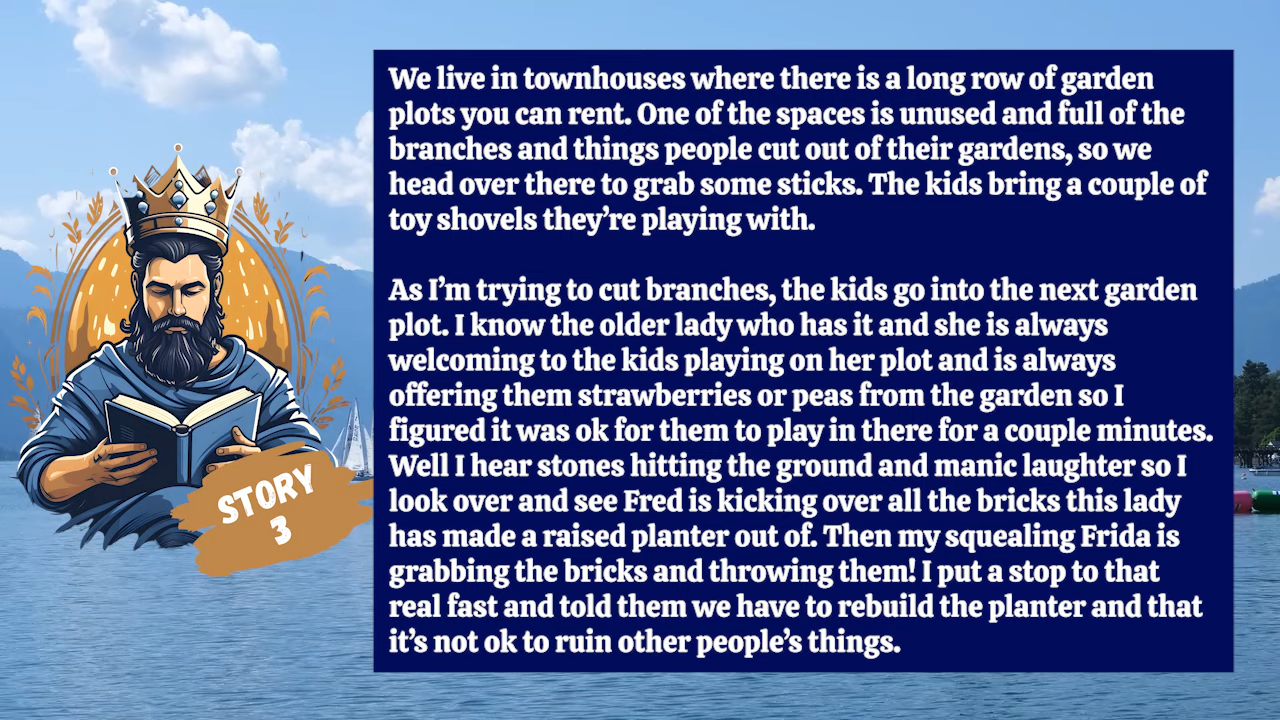 We live in townhouses where there is a long row of garden
plots you can rent. One of the spaces is unused and full of the
branches and things people cut out of their gardens, so we
head over there to grab some sticks. The kids bring a couple of
toy shovels they’re playing with.
As I’m trying to cut branches, the kids go into the next garden
plot. I know the older lady who has it and she is always
welcoming to the kids playing on her plot and is always
offering them strawberries or peas from the garden so I
figured it was ok for them to play in there for a couple minutes.
Well I hear stones hitting the ground and manic laughter so I
look over and see Fred is kicking over all the bricks this lady
has made a raised planter out of. Then my squealing Frida is
grabbing the bricks and throwing them! I put a stop to that
real fast and told them we have to rebuild the planter and that
it’s not ok to ruin other people’s things.
STORY
3